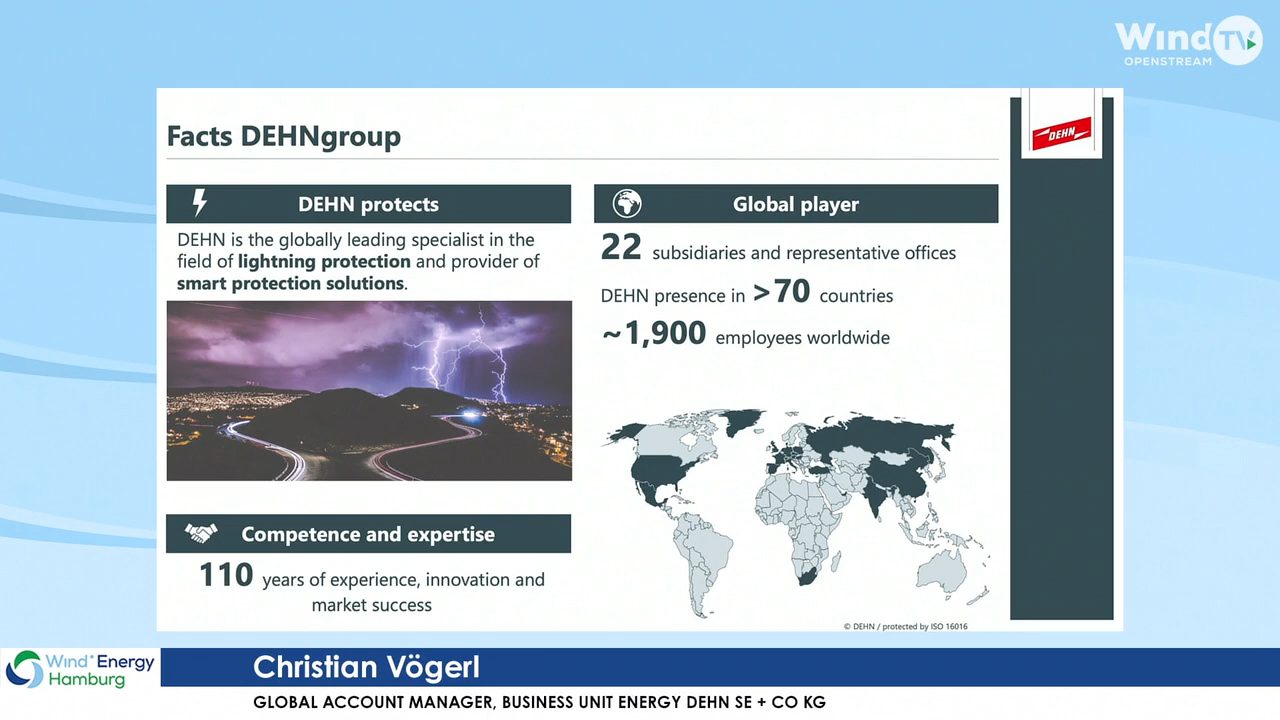 Wind TV
OPENSTREAM
Facts DEHNgroup
DEHN
DEHN protects
DEHN is the globally leading specialist in the
field of lightning protection and provider of
smart protection solutions.
Competence and expertise
110 years of experience, innovation and
market success
Global player
22 subsidiaries and representative offices
DEHN presence in >70 countries
~1,900 employees worldwide
© DEHN / protected by ISO 16016
Wind Energy
Hamburg
Christian Vögerl
GLOBAL ACCOUNT MANAGER, BUSINESS UNIT ENERGY DEHN SE + CO KG